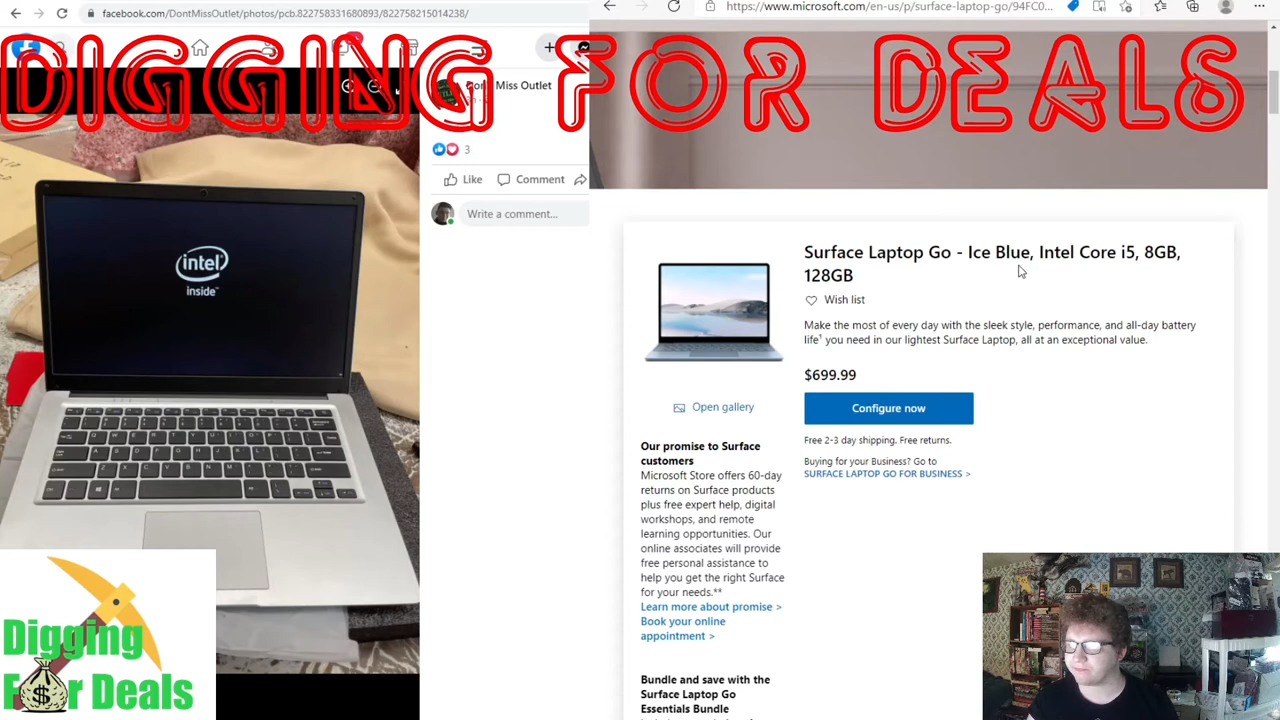 facebook.com/DontMissOutlet/photos/pcb.822758331680893/822758215014238/
https://www.microsoft.com/en-us/p/surface-laptop-go/94FC0...
DIGGING FOR DEALS
Miss Outlet
3
Like
Comment
Write a comment...
intel
inside™
Surface Laptop Go - Ice Blue, Intel Core i5, 8GB,
128GB
Wish list
Make the most of every day with the sleek style, performance, and all-day battery
life¹ you need in our lightest Surface Laptop, all at an exceptional value.
$699.99
Configure now
Open gallery
Free 2-3 day shipping. Free returns.
Buying for your Business? Go to
SURFACE LAPTOP GO FOR BUSINESS >
Our promise to Surface
customers
Microsoft Store offers 60-day
returns on Surface products
plus free expert help, digital
workshops, and remote
learning opportunities. Our
online associates will provide
free personal assistance to
help you get the right Surface
for your needs.**
Learn more about promise >
Book your online
appointment >
Bundle and save with the
Surface Laptop Go
Essentials Bundle
Digging
For Deals
$